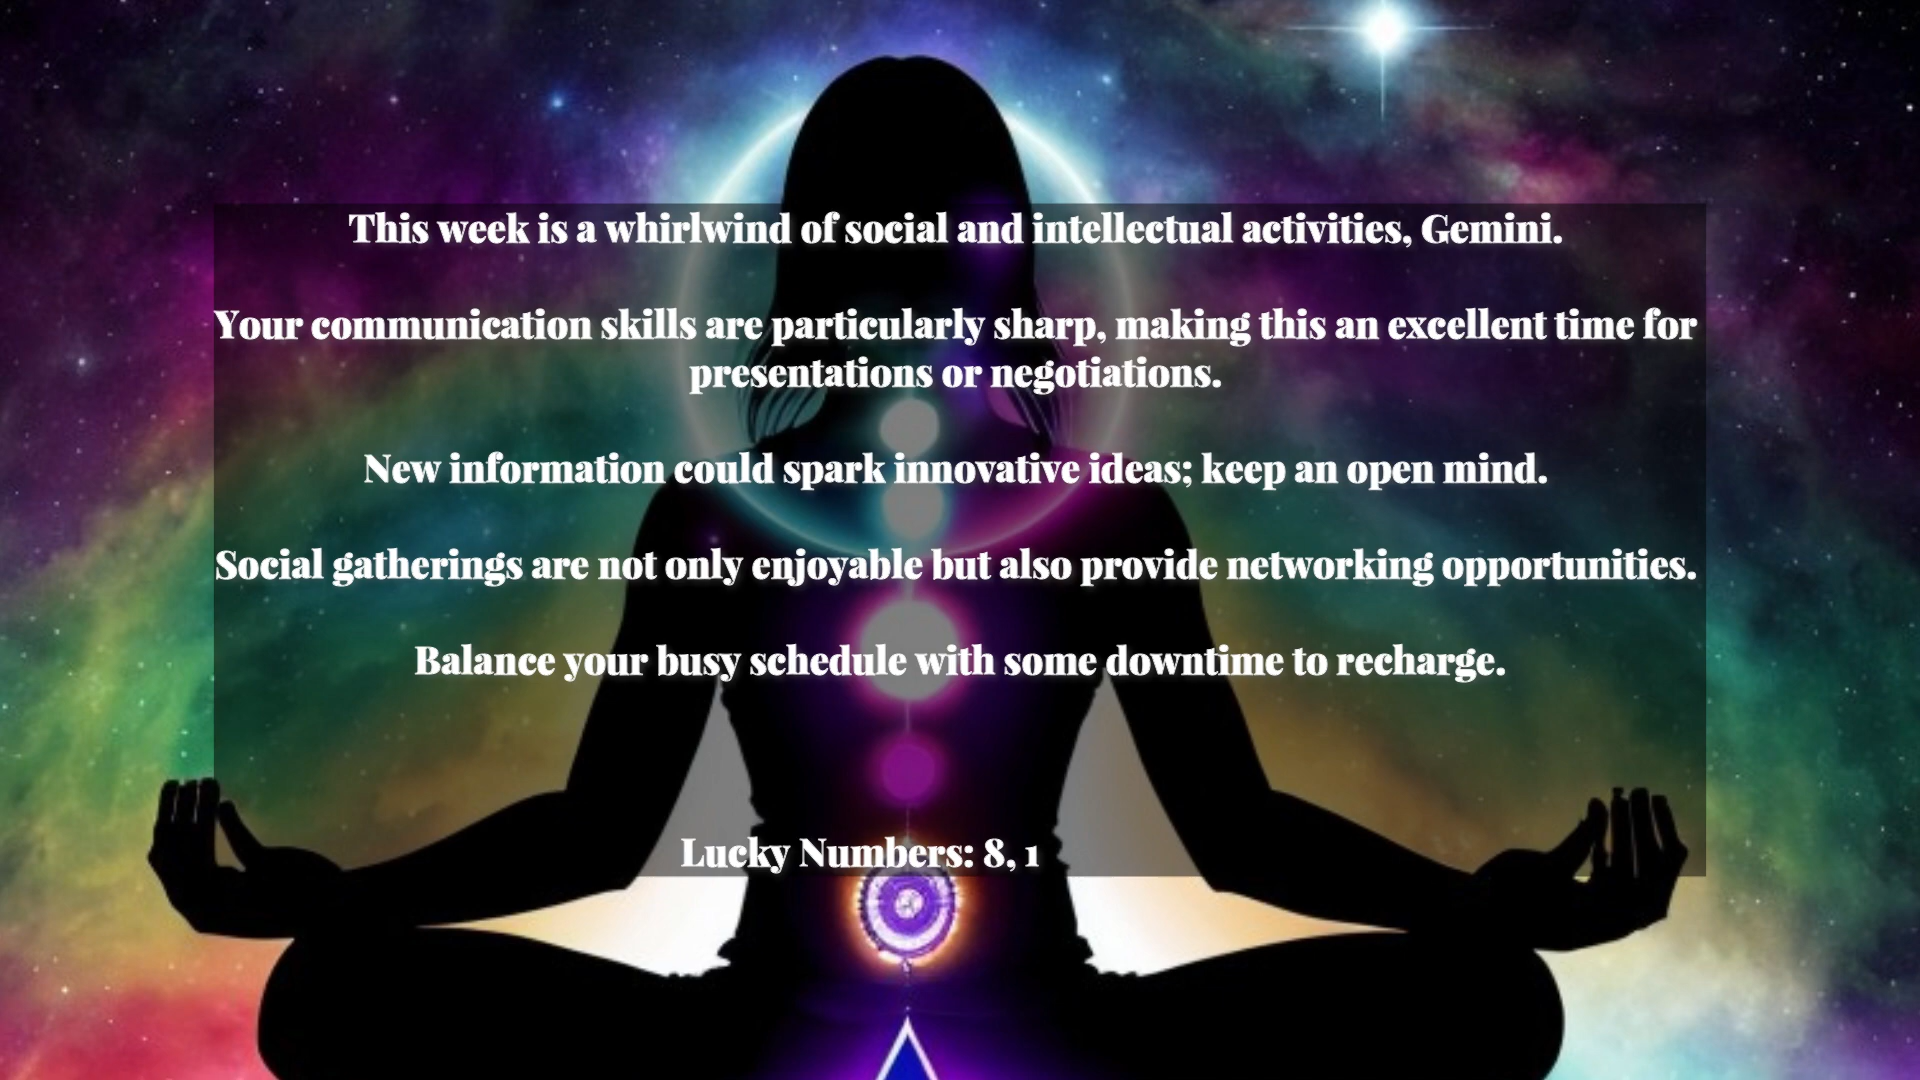 This week is a whirlwind of social and intellectual activities, Gemini.
Your communication skills are particularly sharp, making this an excellent time for
presentations or negotiations.
New information could spark innovative ideas; keep an open mind.
Social gatherings are not only enjoyable but also provide networking opportunities.
Balance your busy schedule with some downtime to recharge.
Lucky Numbers: 8, 1